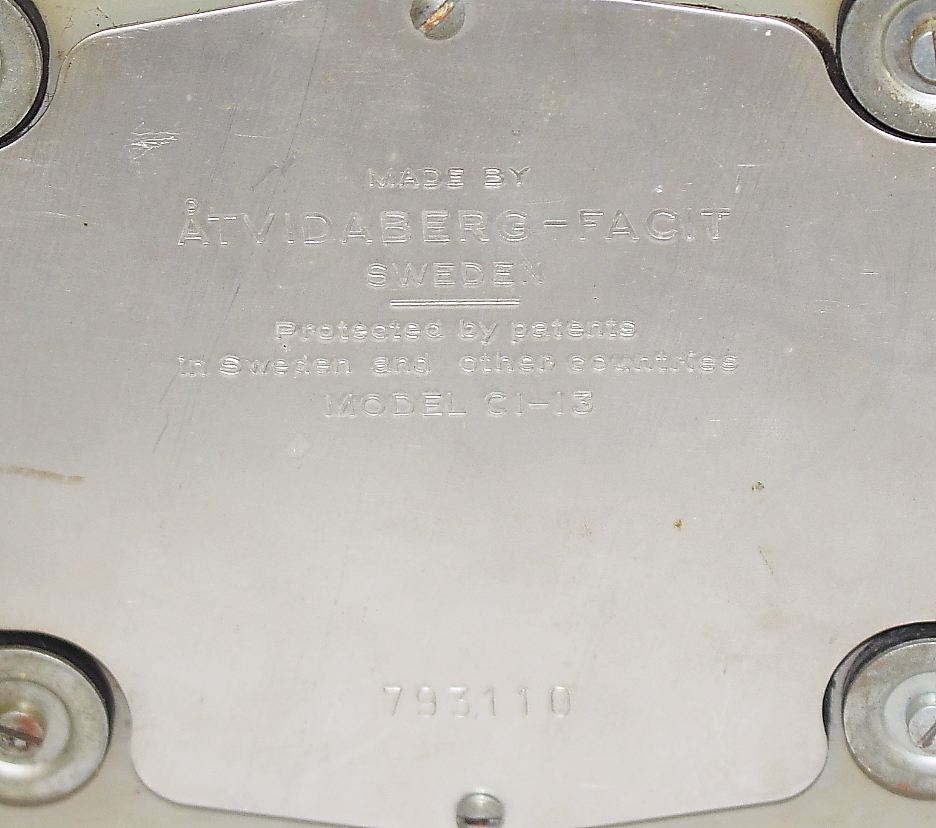 MADE BY
ÅTVIDABERG-FACIT
SWEDEN
Protected by patents
in Sweden and other countries
MODEL C1-13
793110